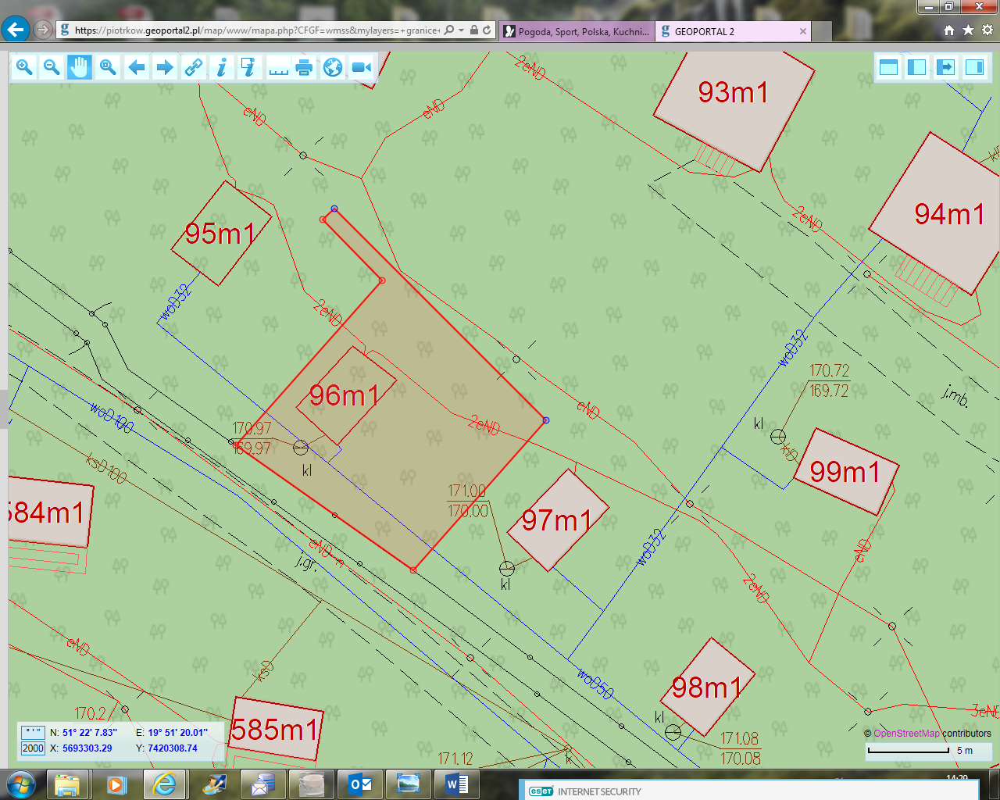 https://piotrkow.geoportal2.pl/map/www/mapa.php?CFGF=wmss&mylayers=+granice+
Pogoda, Sport, Polska, Kuchni...
GEOPORTAL 2
2eND
93m1
eND
eND
94m1
2eND
95m1
woD32
2eND
woD32
170.72
169.72
j.mb.
96m1
eND
woD100
2eND
170.97
169.97
kl
kl
ksD100
kl
99m1
171.00
170.00
584m1
97m1
woD32
eND
eND-n
j.gr.
kl
2eND
eND
ksD
woD50
98m1
kl
170.2
585m1
171.08
170.08
171.12
k
3eND
° ' " N: 51° 22' 7.83" E: 19° 51' 20.01"
2000 X: 5693303.29 Y: 7420308.74
© OpenStreetMap contributors
5 m
eseT INTERNET SECURITY